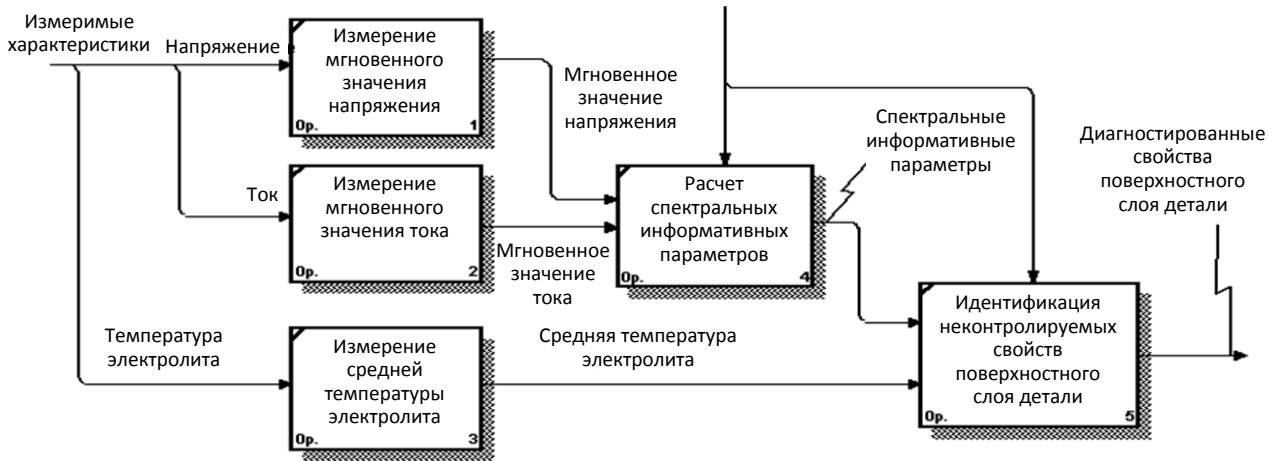 Измеримые
характеристики
Напряжение
Измерение
мгновенного
значения
напряжения
0р.
1
Мгновенное
значение
напряжения
Ток
Измерение
мгновенного
значения тока
0р.
2
Мгновенное
значение
тока
Расчет
спектральных
информативных
параметров
0р.
4
Спектральные
информативные
параметры
Диагностированные
свойства
поверхностного
слоя детали
Температура
электролита
Измерение
средней
температуры
электролита
0р.
3
Средняя температура
электролита
Идентификация
неконтролируемых
свойств
поверхностного
слоя детали
0р.
5